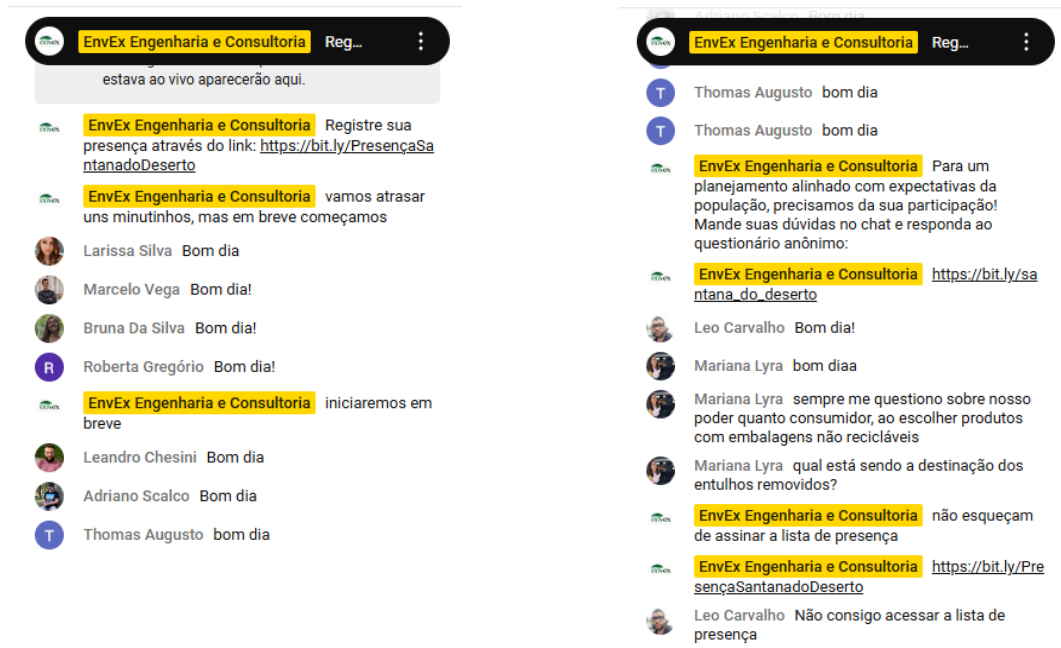 EnvEx Engenharia e Consultoria Reg...
estava ao vivo aparecerão aqui.
EnvEx Engenharia e Consultoria Registre sua
presença através do link: https://bit.ly/PresençaSa
ntanadoDeserto
EnvEx Engenharia e Consultoria vamos atrasar
uns minutinhos, mas em breve começamos
Larissa Silva Bom dia
Marcelo Vega Bom dia!
Bruna Da Silva Bom dia!
R
Roberta Gregório Bom dia!
EnvEx Engenharia e Consultoria iniciaremos em
breve
Leandro Chesini Bom dia
Adriano Scalco Bom dia
T
Thomas Augusto bom dia
Adriano Scalco Bom dia
EnvEx Engenharia e Consultoria Reg...
T
Thomas Augusto bom dia
T
Thomas Augusto bom dia
EnvEx Engenharia e Consultoria Para um
planejamento alinhado com expectativas da
população, precisamos da sua participação!
Mande suas dúvidas no chat e responda ao
questionário anônimo:
EnvEx Engenharia e Consultoria https://bit.ly/sa
ntana_do_deserto
Leo Carvalho Bom dia!
Mariana Lyra bom diaa
Mariana Lyra sempre me questiono sobre nosso
poder quanto consumidor, ao escolher produtos
com embalagens não recicláveis
Mariana Lyra qual está sendo a destinação dos
entulhos removidos?
EnvEx Engenharia e Consultoria não esqueçam
de assinar a lista de presença
EnvEx Engenharia e Consultoria https://bit.ly/Pre
sençaSantanadoDeserto
Leo Carvalho Não consigo acessar a lista de
presença